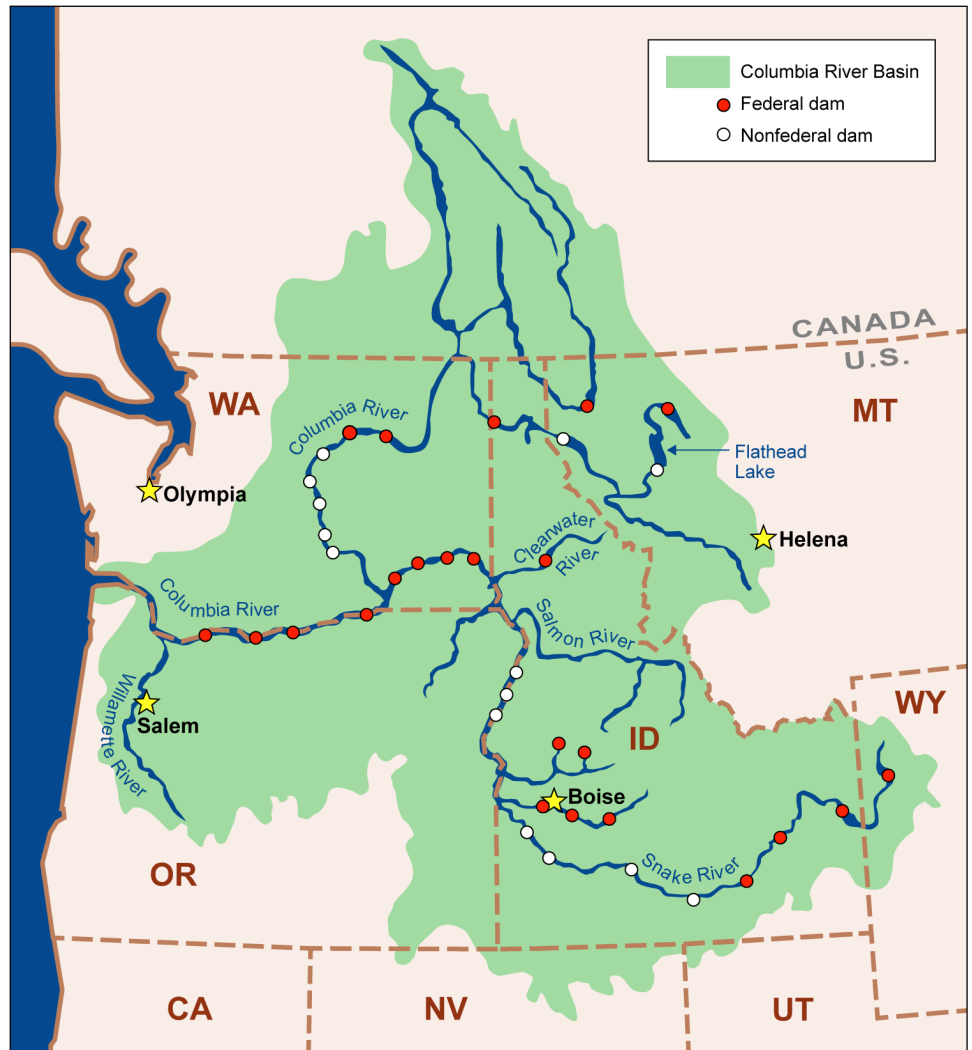 Columbia River Basin
Federal dam
Nonfederal dam
CANADA
U.S.
WA
MT
Columbia River
Flathead
Lake
Olympia
Helena
Clearwater
River
Columbia River
Salmon River
WY
Willamette River
Salem
ID
Boise
Snake River
OR
CA
NV
UT